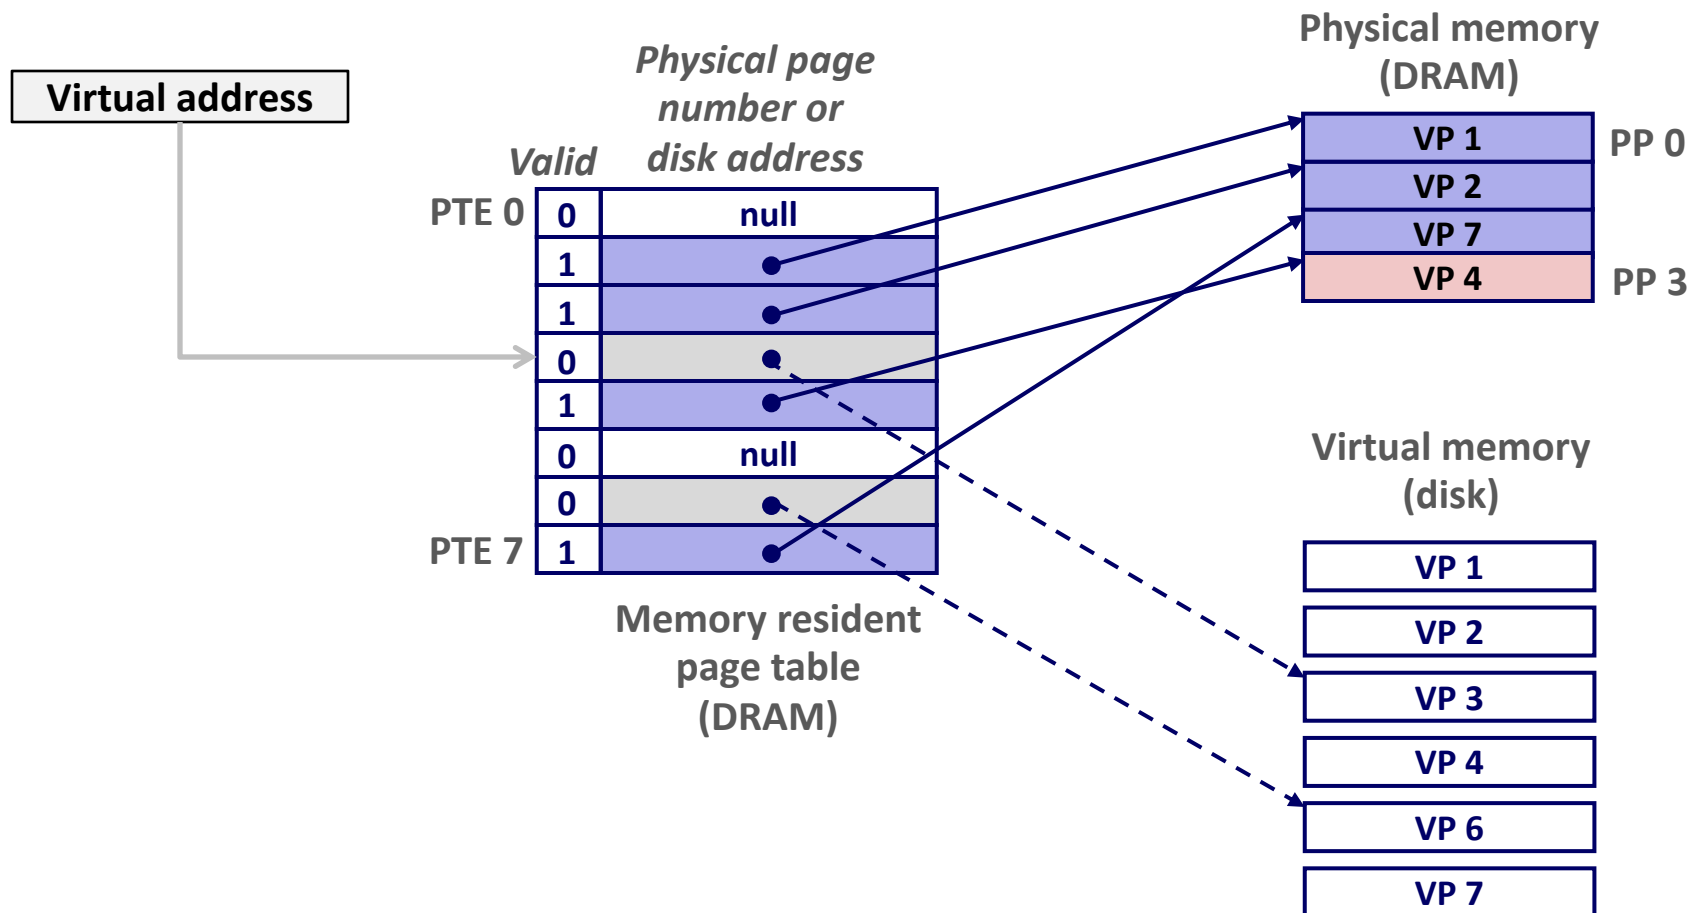 Virtual address
Physical page
number or
disk address
Valid
PTE 0
0
null
1
1
0
1
0
null
0
PTE 7
1
Memory resident
page table
(DRAM)
Physical memory
(DRAM)
VP 1
PP 0
VP 2
VP 7
VP 4
PP 3
Virtual memory
(disk)
VP 1
VP 2
VP 3
VP 4
VP 6
VP 7